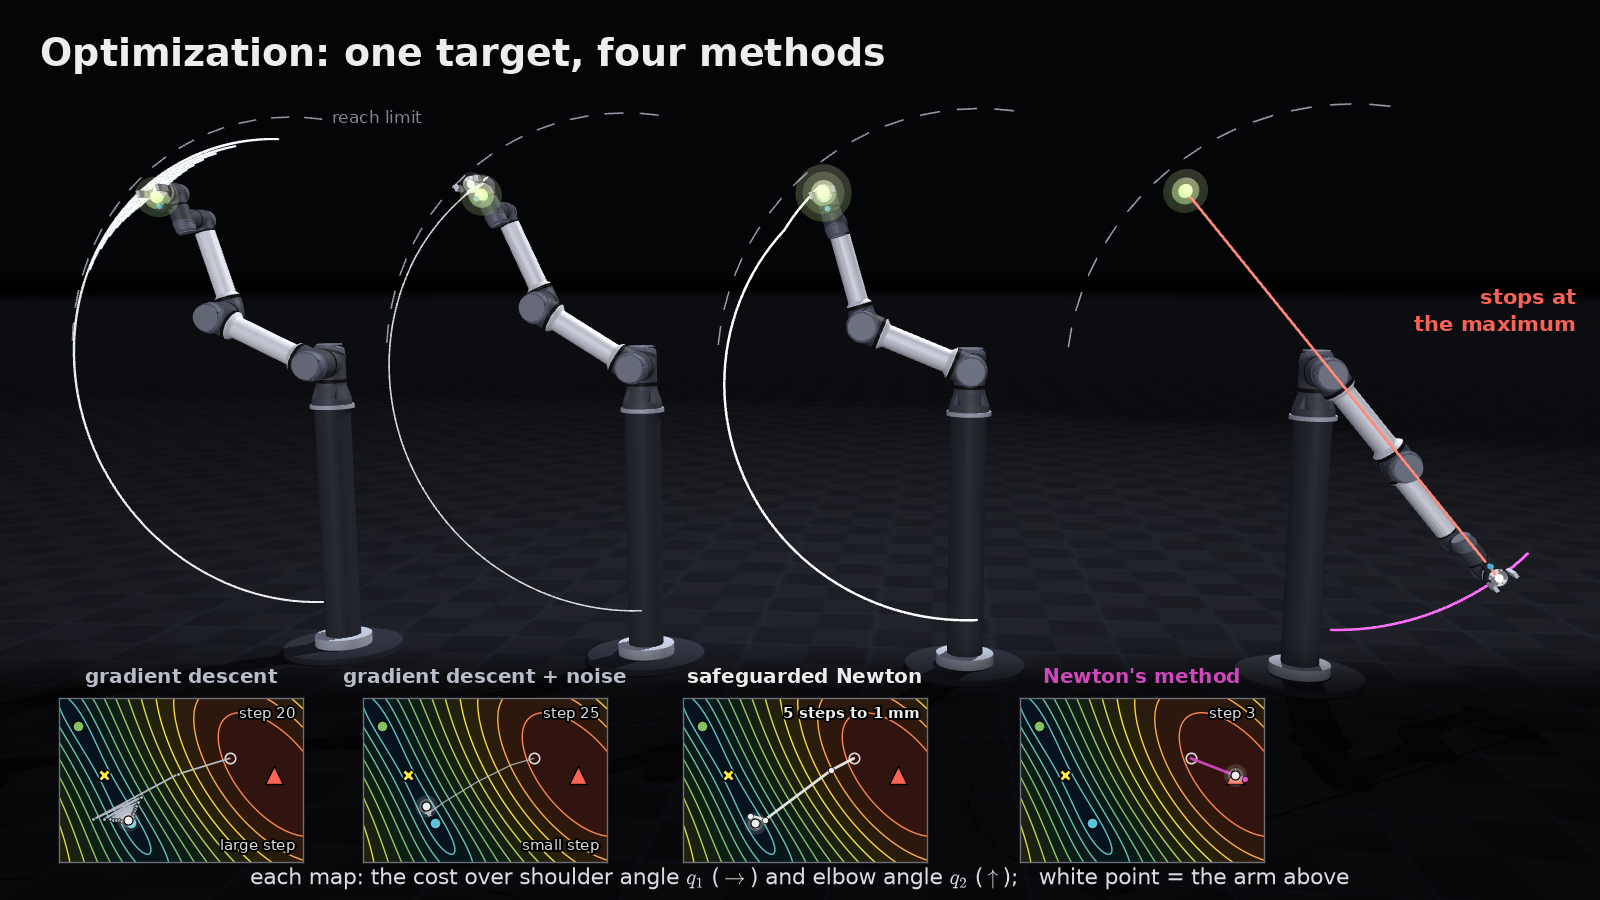 Optimization: one target, four methods
reach limit
stops at
the maximum
gradient descent
gradient descent + noise
safeguarded Newton
Newton's method
step 20
large step
step 25
small step
5 steps to 1 mm
step 3
each map: the cost over shoulder angle q₁ (→) and elbow angle q₂ (↑); white point = the arm above